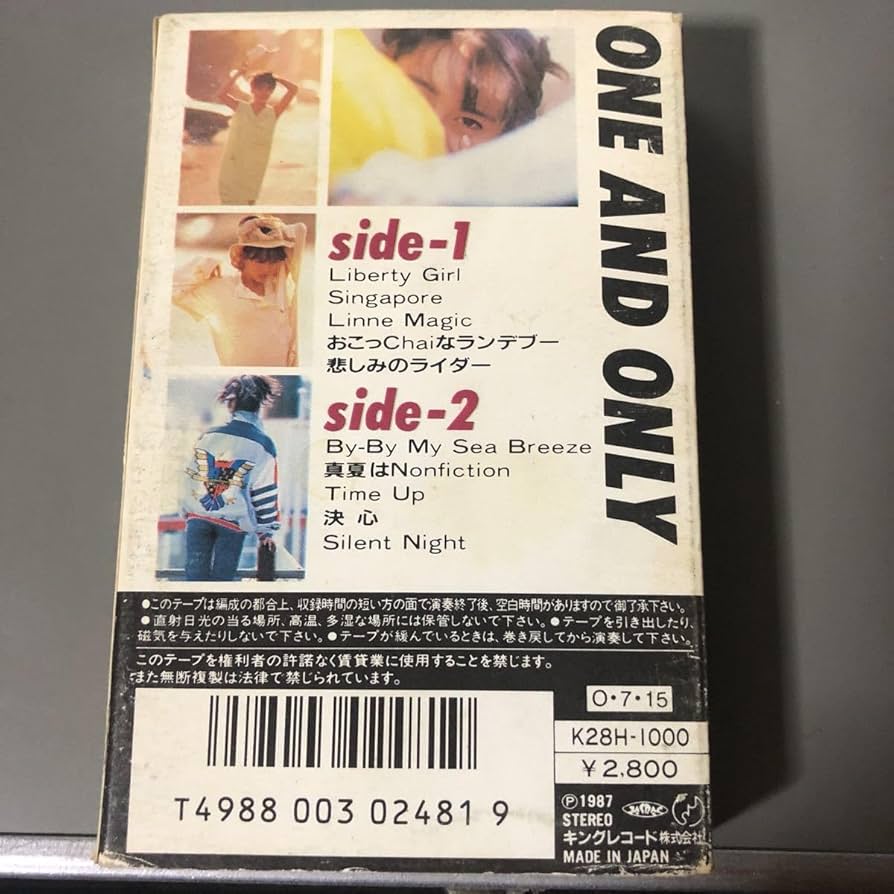 ONE AND ONLY
side-1
Liberty Girl
Singapore
Linne Magic
おこっChaiなランデブー
悲しみのライダー
side-2
By-By My Sea Breeze
真夏はNonfiction
Time Up
決心
Silent Night
●このテープは編成の都合上、収録時間の短い方の面で演奏終了後、空白時間がありますので御了承下さい。
●直射日光の当る場所、高温、多湿な場所には保管しないで下さい。●テープを引き出したり、
磁気を与えたりしないで下さい。●テープが緩んでいるときは、巻き戻してから演奏して下さい。
このテープを権利者の許諾なく賃貸業に使用することを禁じます。
また無断複製は法律で禁じられています。
O・7・15
K28H-1000
¥2,800
T4988 003 02481 9
Ⓟ1987
STEREO
キングレコード株式会社
MADE IN JAPAN